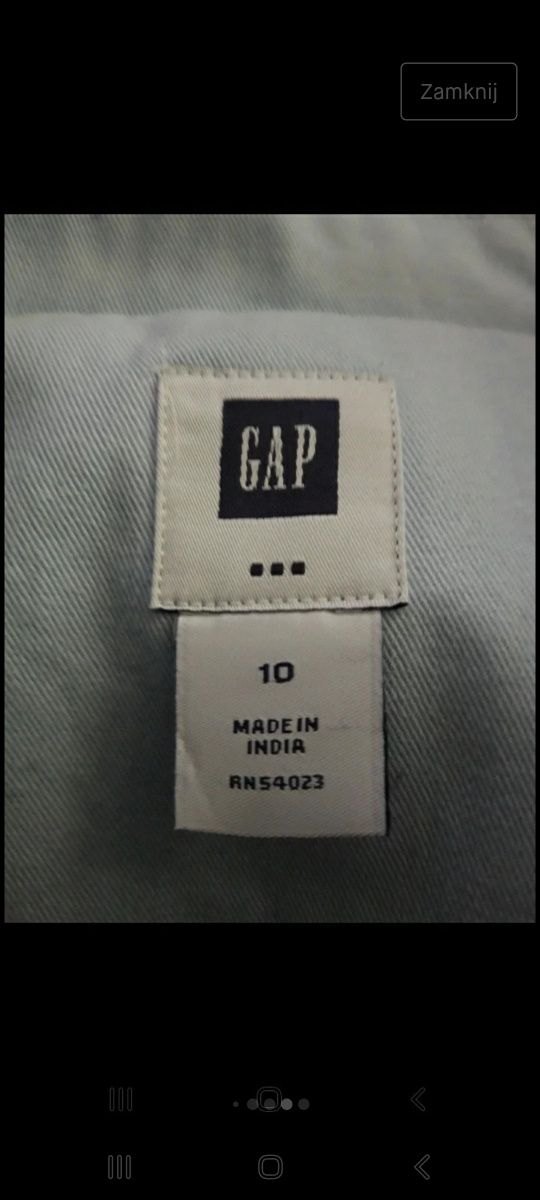 Zamknij
GAP
10
MADE IN
INDIA
RN54023